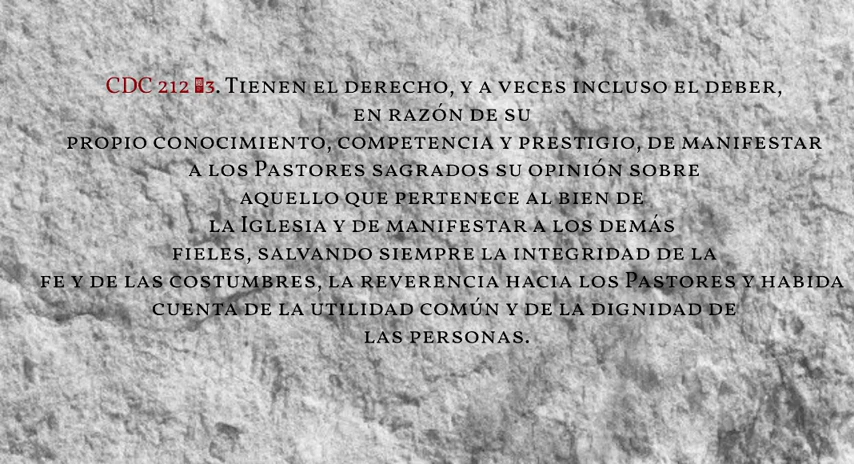 CDC 212 3. Tienen el derecho, y a veces incluso el deber,
en razón de su
propio conocimiento, competencia y prestigio, de manifestar
a los Pastores sagrados su opinión sobre
aquello que pertenece al bien de
la Iglesia y de manifestar a los demás
fieles, salvando siempre la integridad de la
fe y de las costumbres, la reverencia hacia los Pastores y habida
cuenta de la utilidad común y de la dignidad de
las personas.